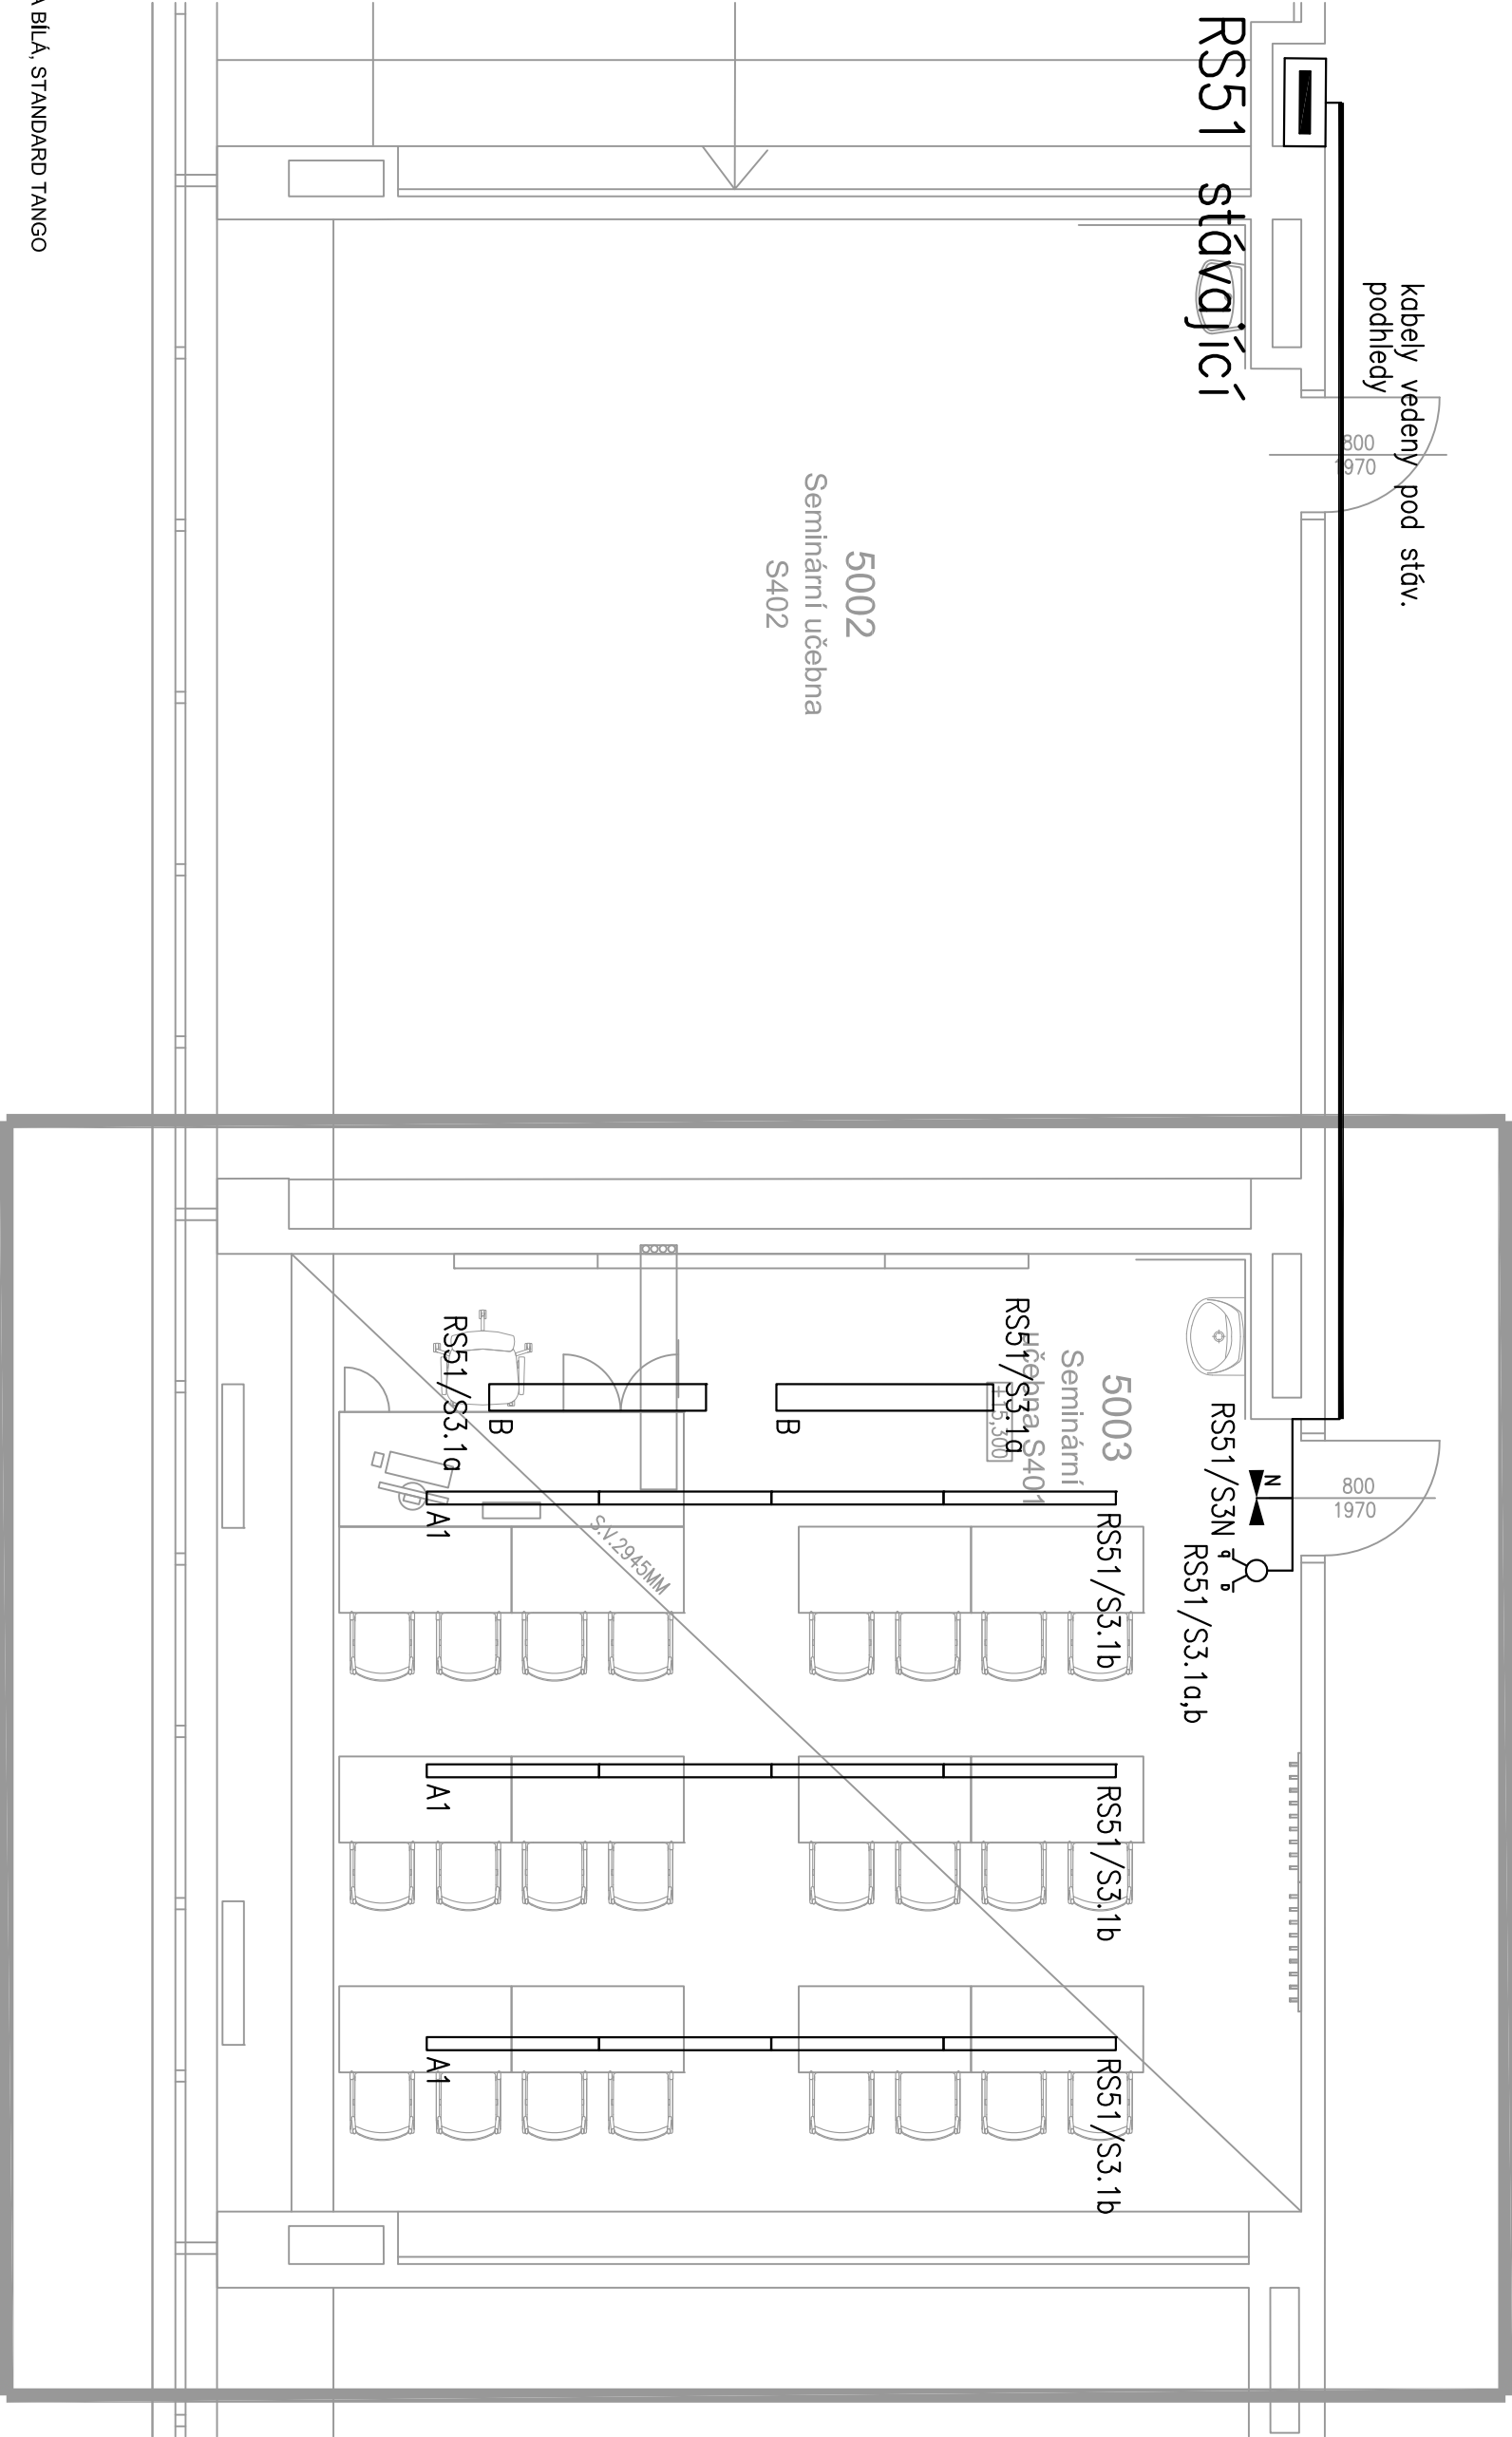 BÍLÁ, STANDARD TANGO
RS51 stávající
kabely vedeny pod stáv.
podhledy
800
1970
5002
Seminární učebna
S402
5003
Seminární
učebna S401
+15,300
RS51/S3.1a
RS51/S3.1a
B
B
RS51/S3N
N
800
1970
RS51/S3.1a,b
a
b
A1
RS51/S3.1b
S.V.2945MM
A1
RS51/S3.1b
A1
RS51/S3.1b